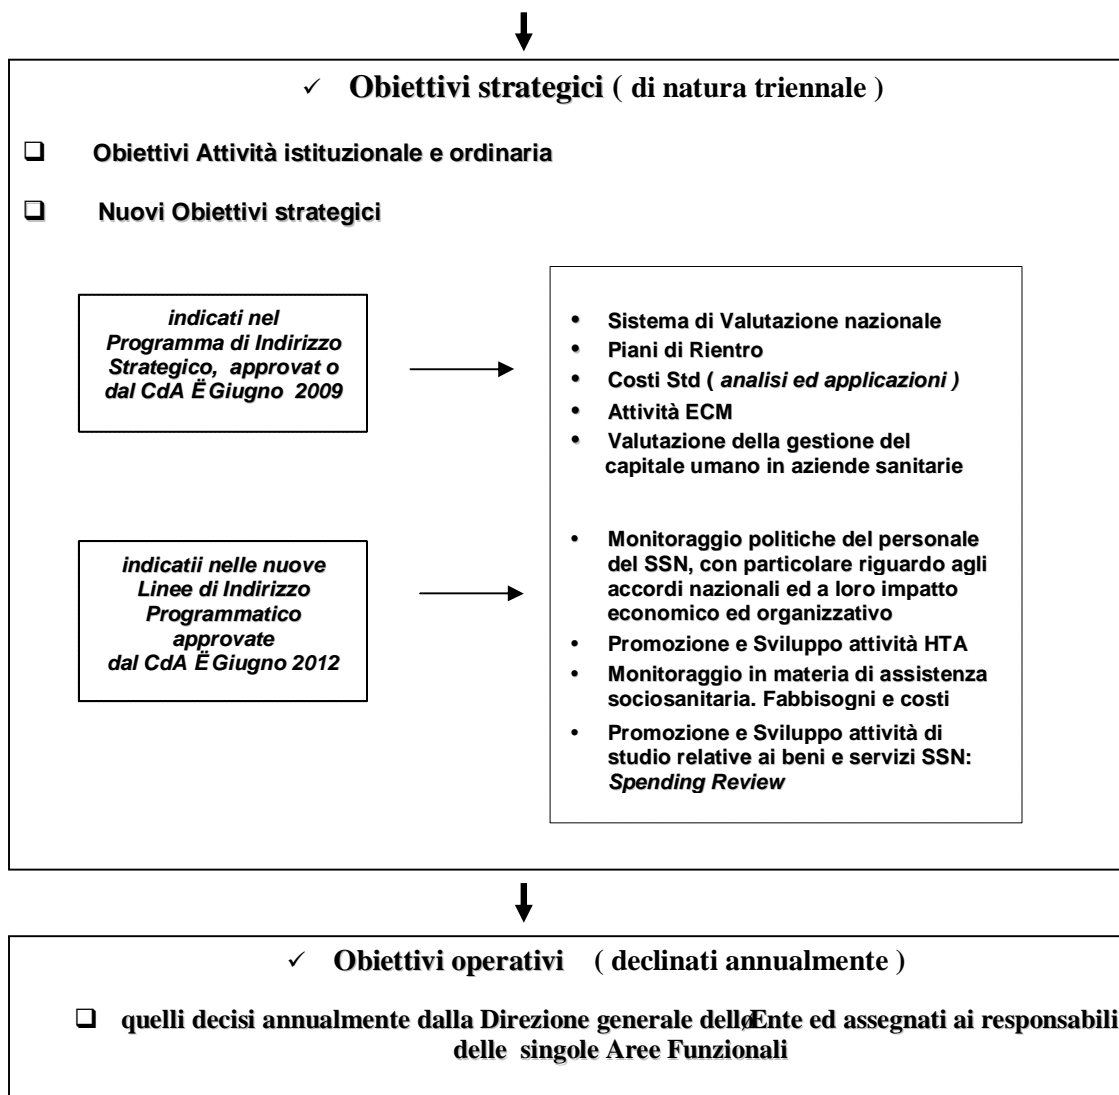 ✓ Obiettivi strategici ( di natura triennale )
❑ Obiettivi Attività istituzionale e ordinaria
❑ Nuovi Obiettivi strategici
indicati nel
Programma di Indirizzo
Strategico, approvat o
dal CdA Ë Giugno 2009
• Sistema di Valutazione nazionale
• Piani di Rientro
• Costi Std ( analisi ed applicazioni )
• Attività ECM
• Valutazione della gestione del
capitale umano in aziende sanitarie
indicatii nelle nuove
Linee di Indirizzo
Programmatico
approvate
dal CdA Ë Giugno 2012
• Monitoraggio politiche del personale
del SSN, con particolare riguardo agli
accordi nazionali ed a loro impatto
economico ed organizzativo
• Promozione e Sviluppo attività HTA
• Monitoraggio in materia di assistenza
sociosanitaria. Fabbisogni e costi
• Promozione e Sviluppo attività di
studio relative ai beni e servizi SSN:
Spending Review
✓ Obiettivi operativi ( declinati annualmente )
❑ quelli decisi annualmente dalla Direzione generale delløEnte ed assegnati ai responsabili
delle singole Aree Funzionali